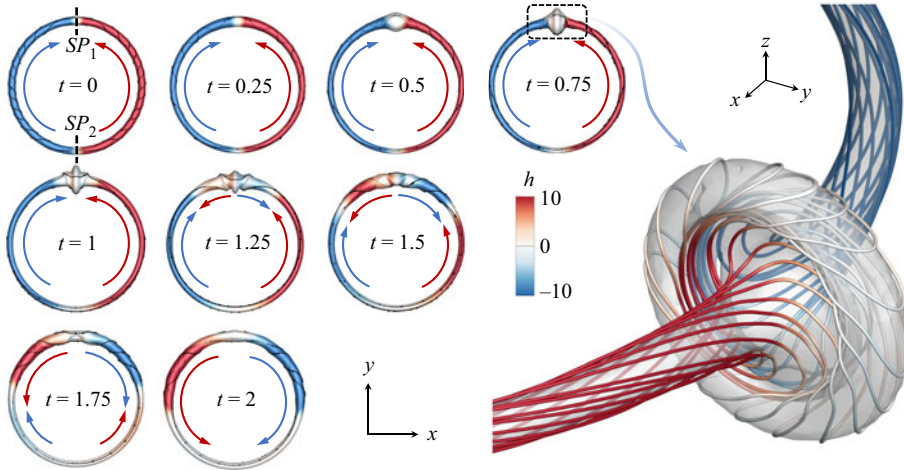 SP1
t = 0
SP2
t = 0.25
t = 0.5
t = 0.75
z
x
y
t = 1
t = 1.25
t = 1.5
h
10
0
–10
t = 1.75
t = 2
y
x